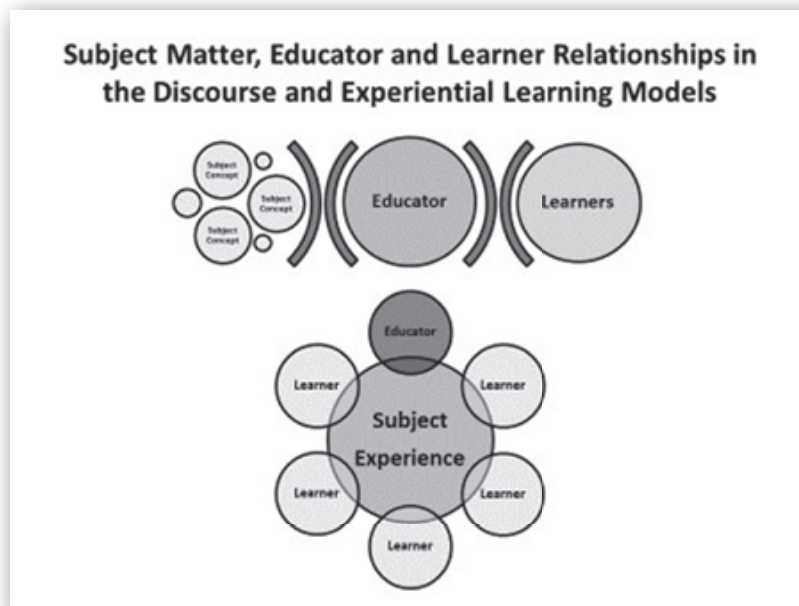 Subject Matter, Educator and Learner Relationships in
the Discourse and Experiential Learning Models
Subject
Concept
Subject
Concept
Subject
Concept
Educator
Learners
Educator
Learner
Learner
Subject
Experience
Learner
Learner
Learner